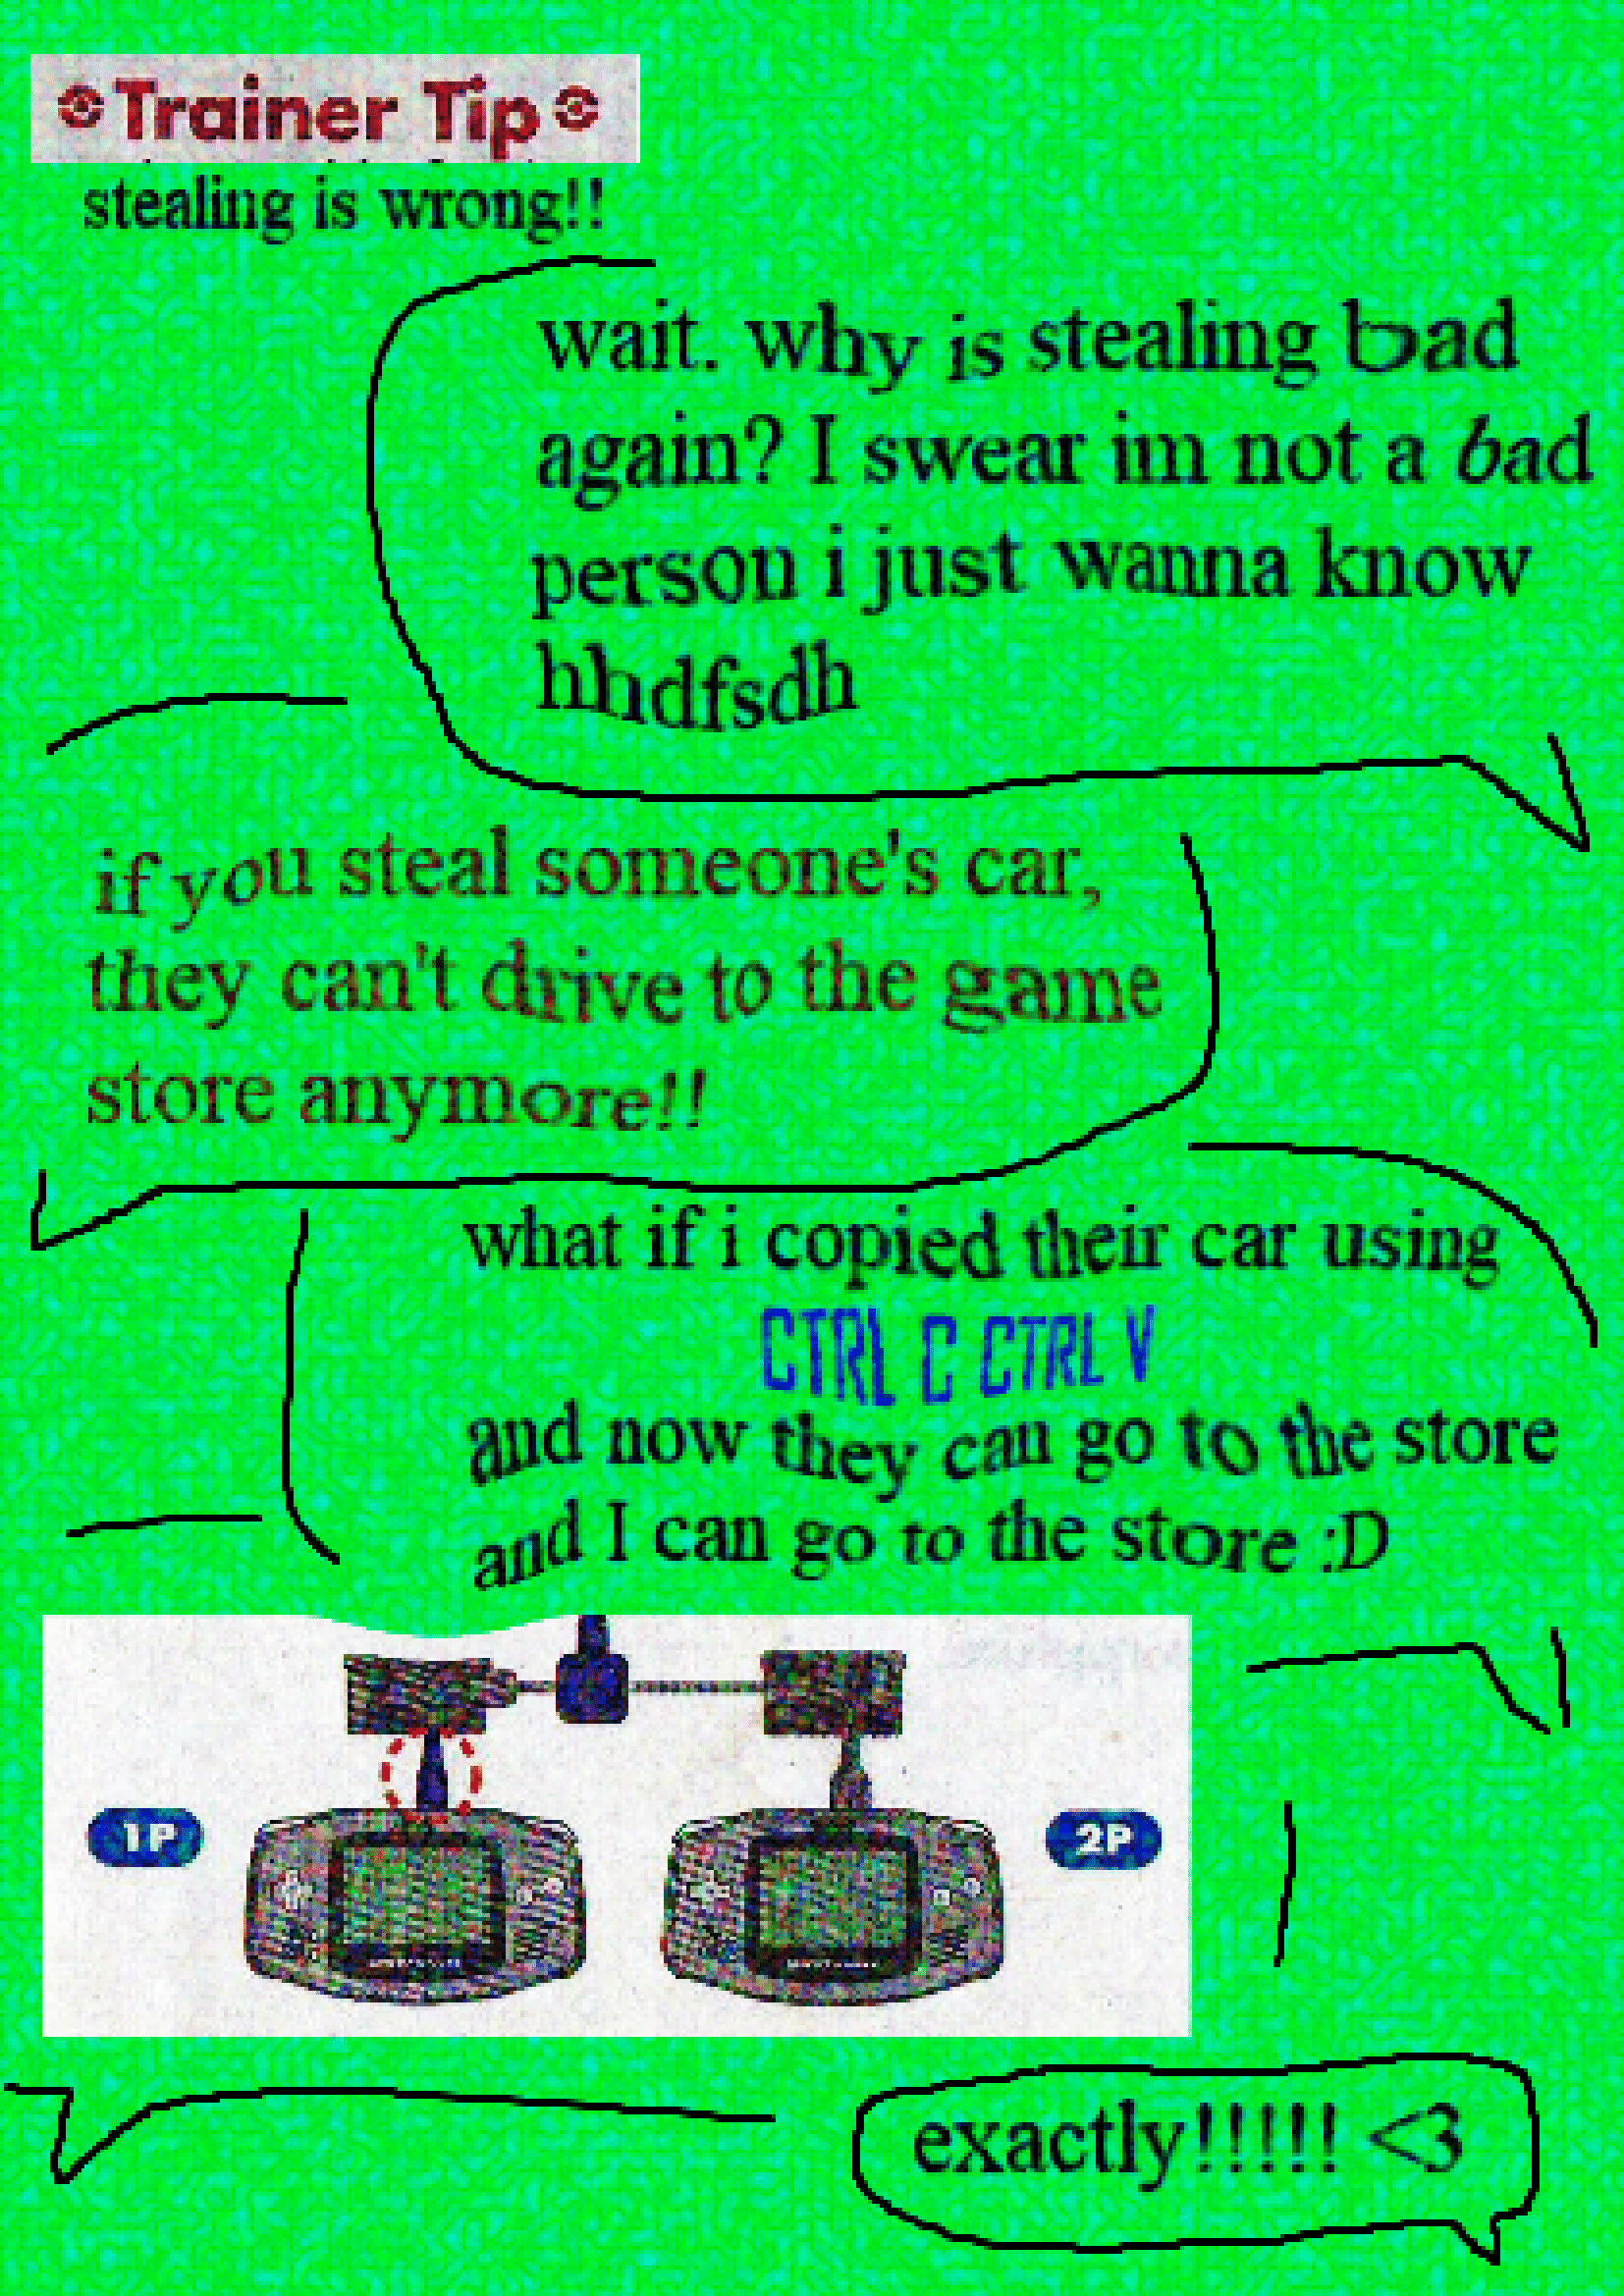 Trainer Tip
stealing is wrong!!
wait. why is stealing bad
again? I swear im not a bad
person i just wanna know
hhdfsdh
if you steal someone's car,
they can't drive to the game
store anymore!!
what if i copied their car using
CTRL C CTRL V
and now they can go to the store
and I can go to the store :D
1P
2P
exactly!!!!! <3